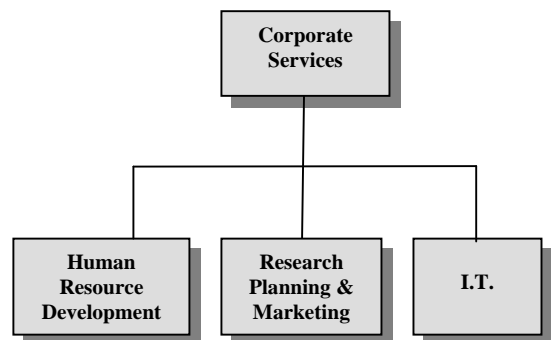 Corporate
Services
Human
Resource
Development
Research
Planning &
Marketing
I.T.